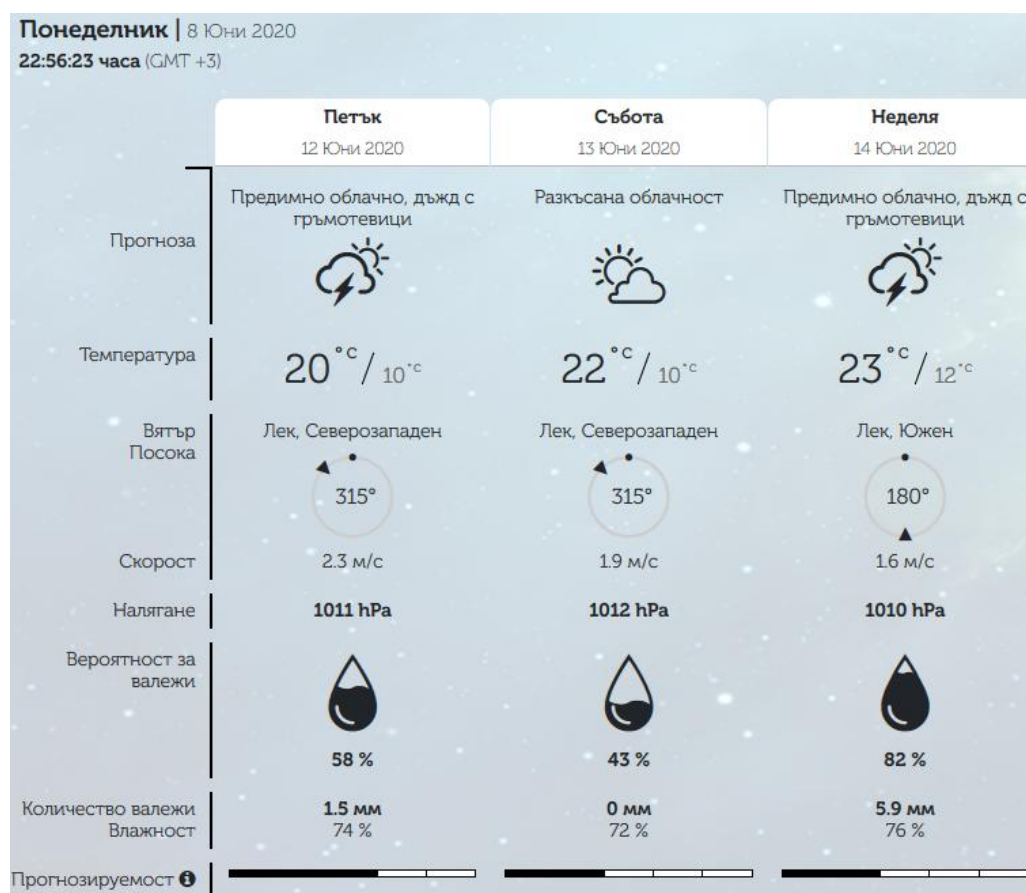 Понеделник | 8 Юни 2020
22:56:23 часа (GMT +3)
Петък Събота Неделя
12 Юни 2020 13 Юни 2020 14 Юни 2020
Прогноза
Предимно облачно, дъжд с
гръмотевици
Разкъсана облачност
Предимно облачно, дъжд с
гръмотевици
Температура 20°C / 10°C 22°C / 10°C 23°C / 12°C
Вятър Лек, Северозападен Лек, Северозападен Лек, Южен
Посока
315° 315° 180°
Скорост 2.3 м/с 1.9 м/с 1.6 м/с
Налягане 1011 hPa 1012 hPa 1010 hPa
Вероятност за
валежи
58 % 43 % 82 %
Количество валежи 1.5 мм 0 мм 5.9 мм
Влажност 74 % 72 % 76 %
Прогнозируемост